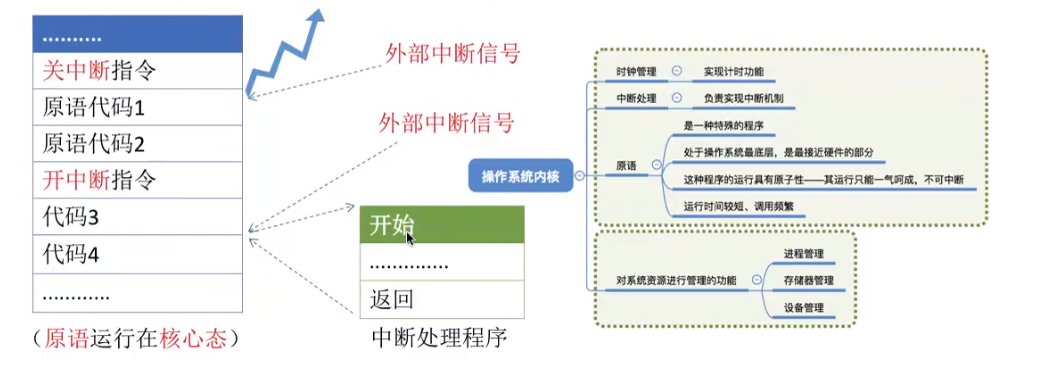 ..........
关中断指令
原语代码1
原语代码2
开中断指令
代码3
代码4
............
（原语运行在核心态）
外部中断信号
外部中断信号
开始
..............
返回
中断处理程序
操作系统内核
时钟管理
实现计时功能
中断处理
负责实现中断机制
原语
是一种特殊的程序
处于操作系统最底层，是最接近硬件的部分
这种程序的运行具有原子性——其运行只能一气呵成，不可中断
运行时间较短、调用频繁
对系统资源进行管理的功能
进程管理
存储器管理
设备管理